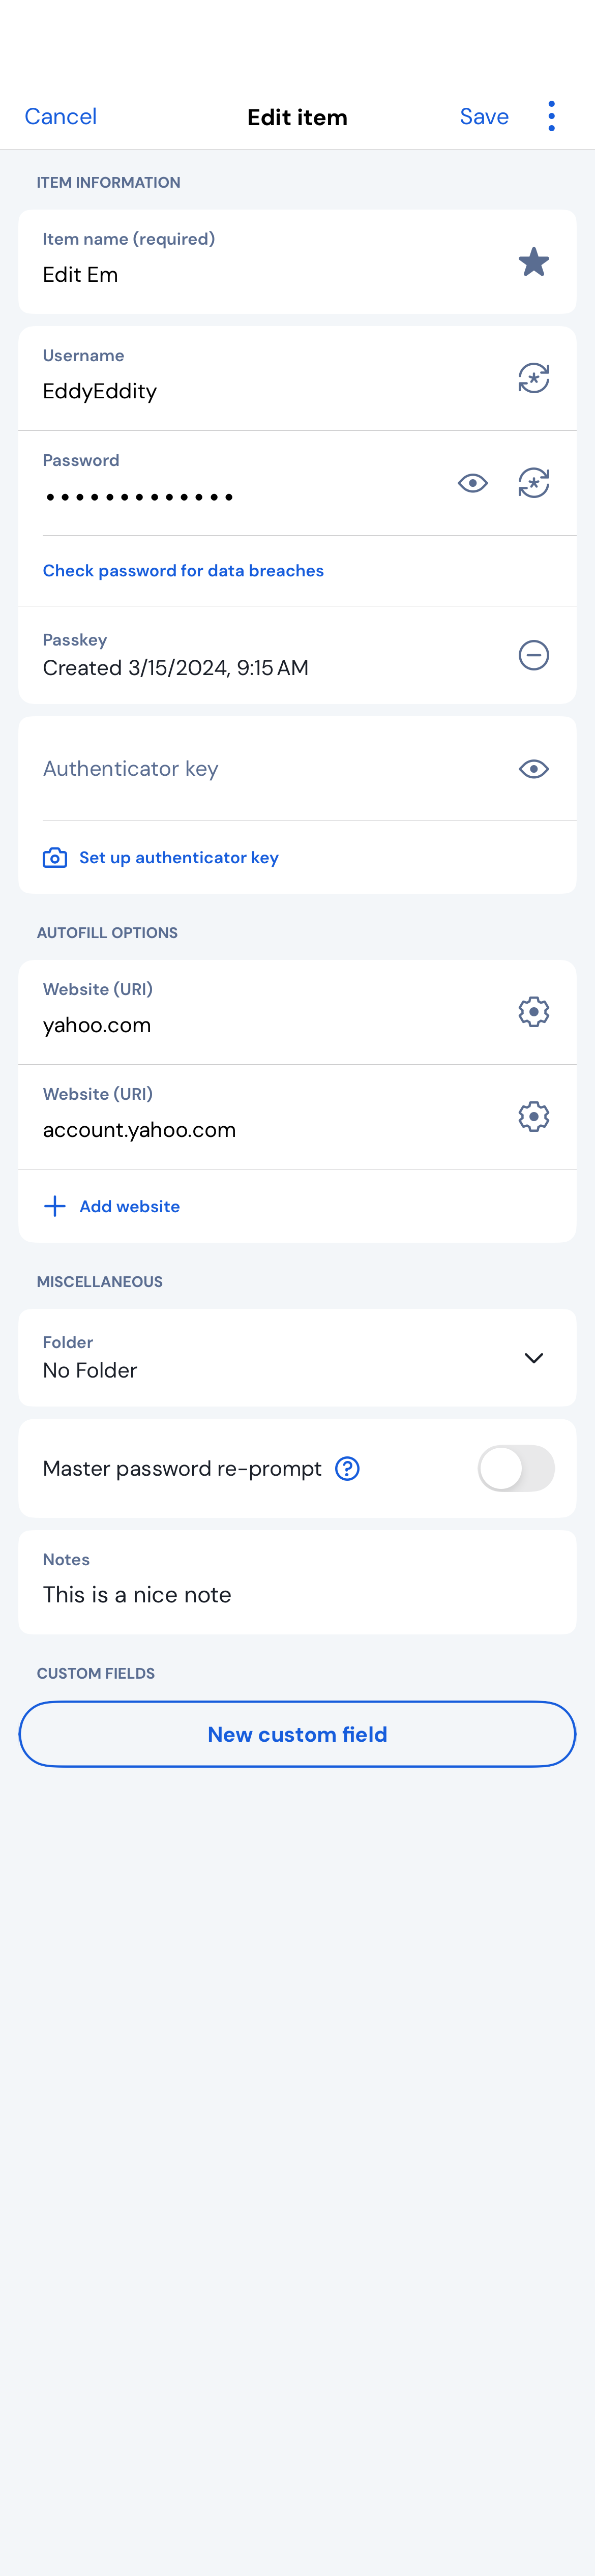 Cancel
Edit item
Save
ITEM INFORMATION
Item name (required)
Edit Em
Username
EddyEddity
Password
•••••••••••••
Check password for data breaches
Passkey
Created 3/15/2024, 9:15 AM
Authenticator key
Set up authenticator key
AUTOFILL OPTIONS
Website (URI)
yahoo.com
Website (URI)
account.yahoo.com
Add website
MISCELLANEOUS
Folder
No Folder
Master password re-prompt
Notes
This is a nice note
CUSTOM FIELDS
New custom field